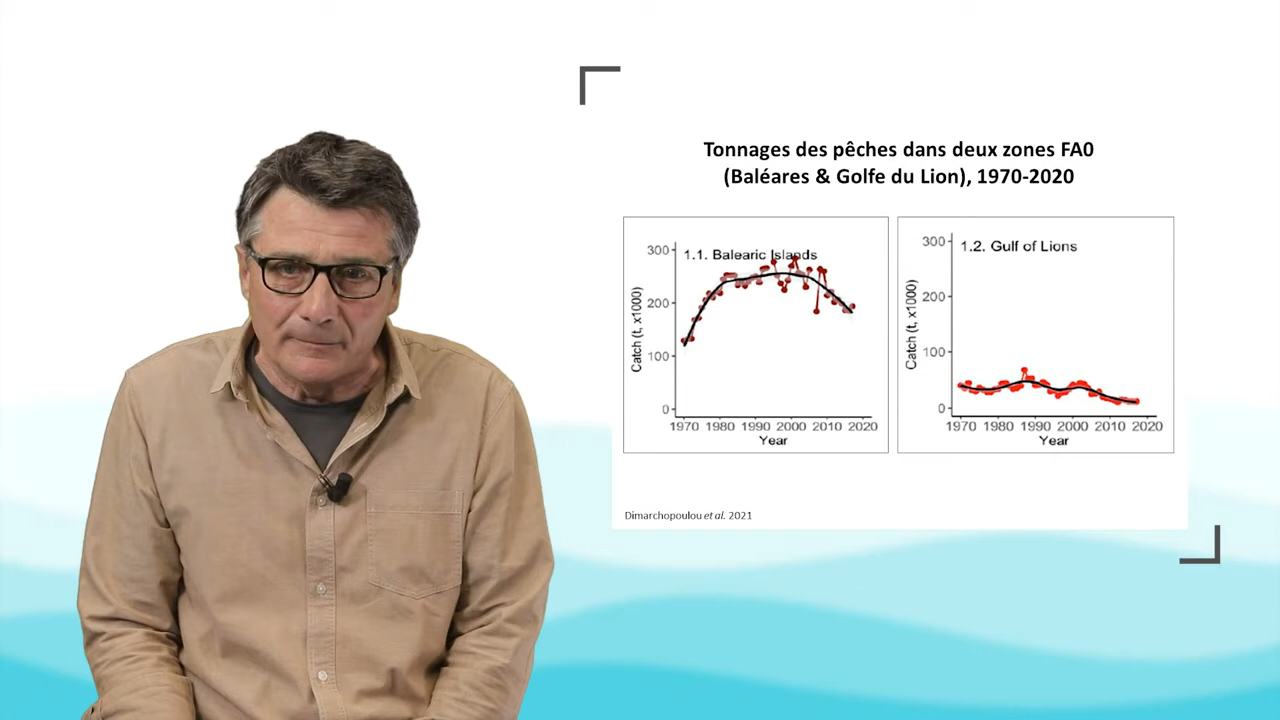 Tonnages des pêches dans deux zones FA0
(Baléares & Golfe du Lion), 1970-2020
300
1.1. Balearic Islands
200
100
0
Catch (t, x1000)
1970 1980 1990 2000 2010 2020
Year
300
1.2. Gulf of Lions
200
100
0
Catch (t, x1000)
1970 1980 1990 2000 2010 2020
Year
Dimarchopoulou et al. 2021